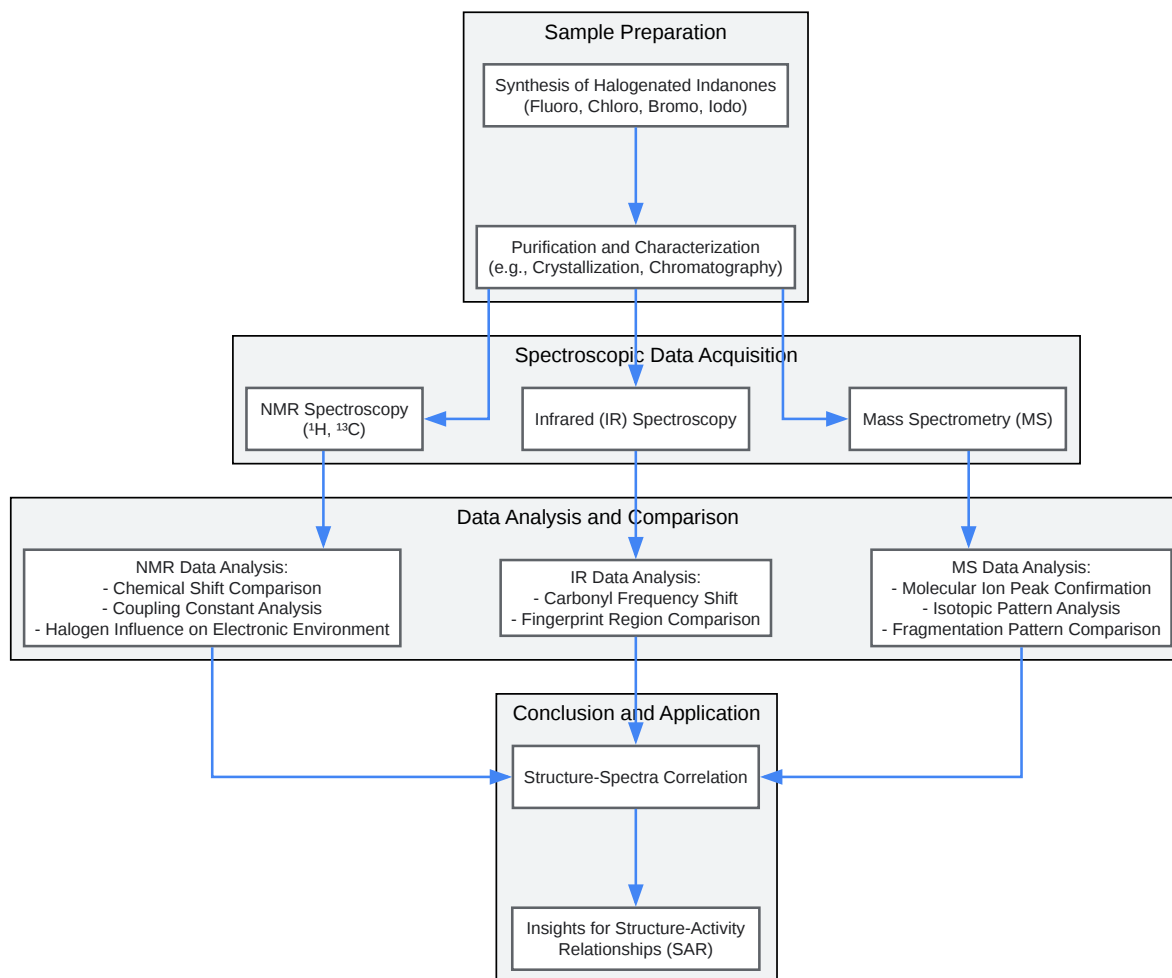 Sample Preparation
Synthesis of Halogenated Indanones
(Fluoro, Chloro, Bromo, Iodo)
Purification and Characterization
(e.g., Crystallization, Chromatography)
Spectroscopic Data Acquisition
NMR Spectroscopy
(¹H, ¹³C)
Infrared (IR) Spectroscopy
Mass Spectrometry (MS)
Data Analysis and Comparison
NMR Data Analysis:
- Chemical Shift Comparison
- Coupling Constant Analysis
- Halogen Influence on Electronic Environment
IR Data Analysis:
- Carbonyl Frequency Shift
- Fingerprint Region Comparison
MS Data Analysis:
- Molecular Ion Peak Confirmation
- Isotopic Pattern Analysis
- Fragmentation Pattern Comparison
Conclusion and Application
Structure-Spectra Correlation
Insights for Structure-Activity
Relationships (SAR)